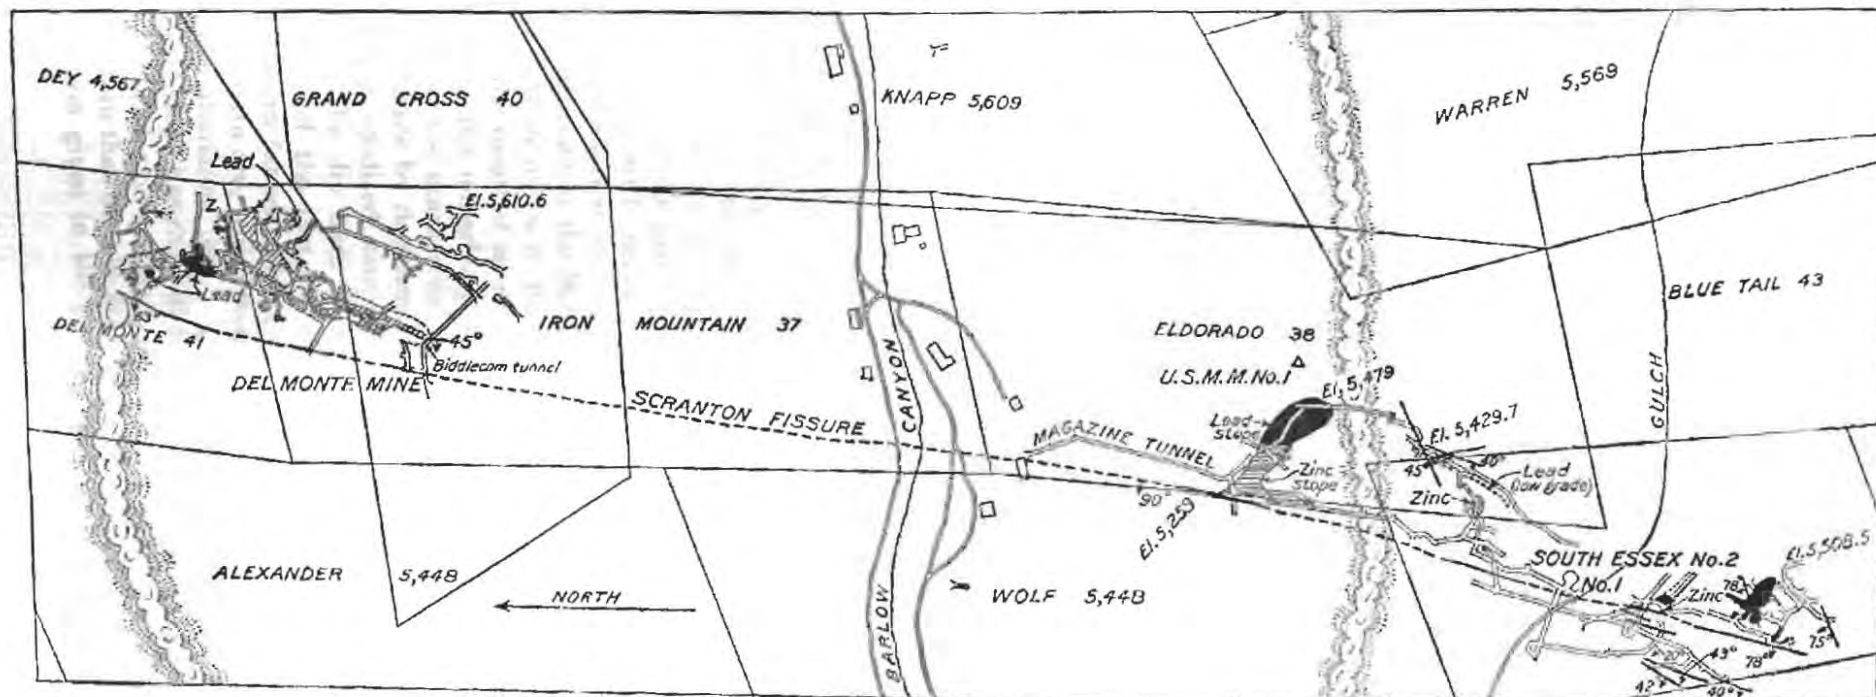 DEY 4,567
GRAND CROSS 40
KNAPP 5,609
WARREN 5,569
Lead
Z
El.5,610.6
Lead
DEL MONTE 41
45°
Biddlecom tunnel
DEL MONTE MINE
IRON MOUNTAIN 37
SCRANTON FISSURE
CANYON
BARLOW
ELDORADO 38
U.S.M.M.No.1
El.5,479
BLUE TAIL 43
GULCH
Lead
stope
MAGAZINE TUNNEL
Zinc
stope
90°
El.5,259
El.5,429.7
45°
Lead
(low grade)
Zinc
ALEXANDER 5,448
NORTH
WOLF 5,448
SOUTH ESSEX No.2
No.1
El.5,508.5
78°
Zinc
75°
78°
43°
20°
42°
40°